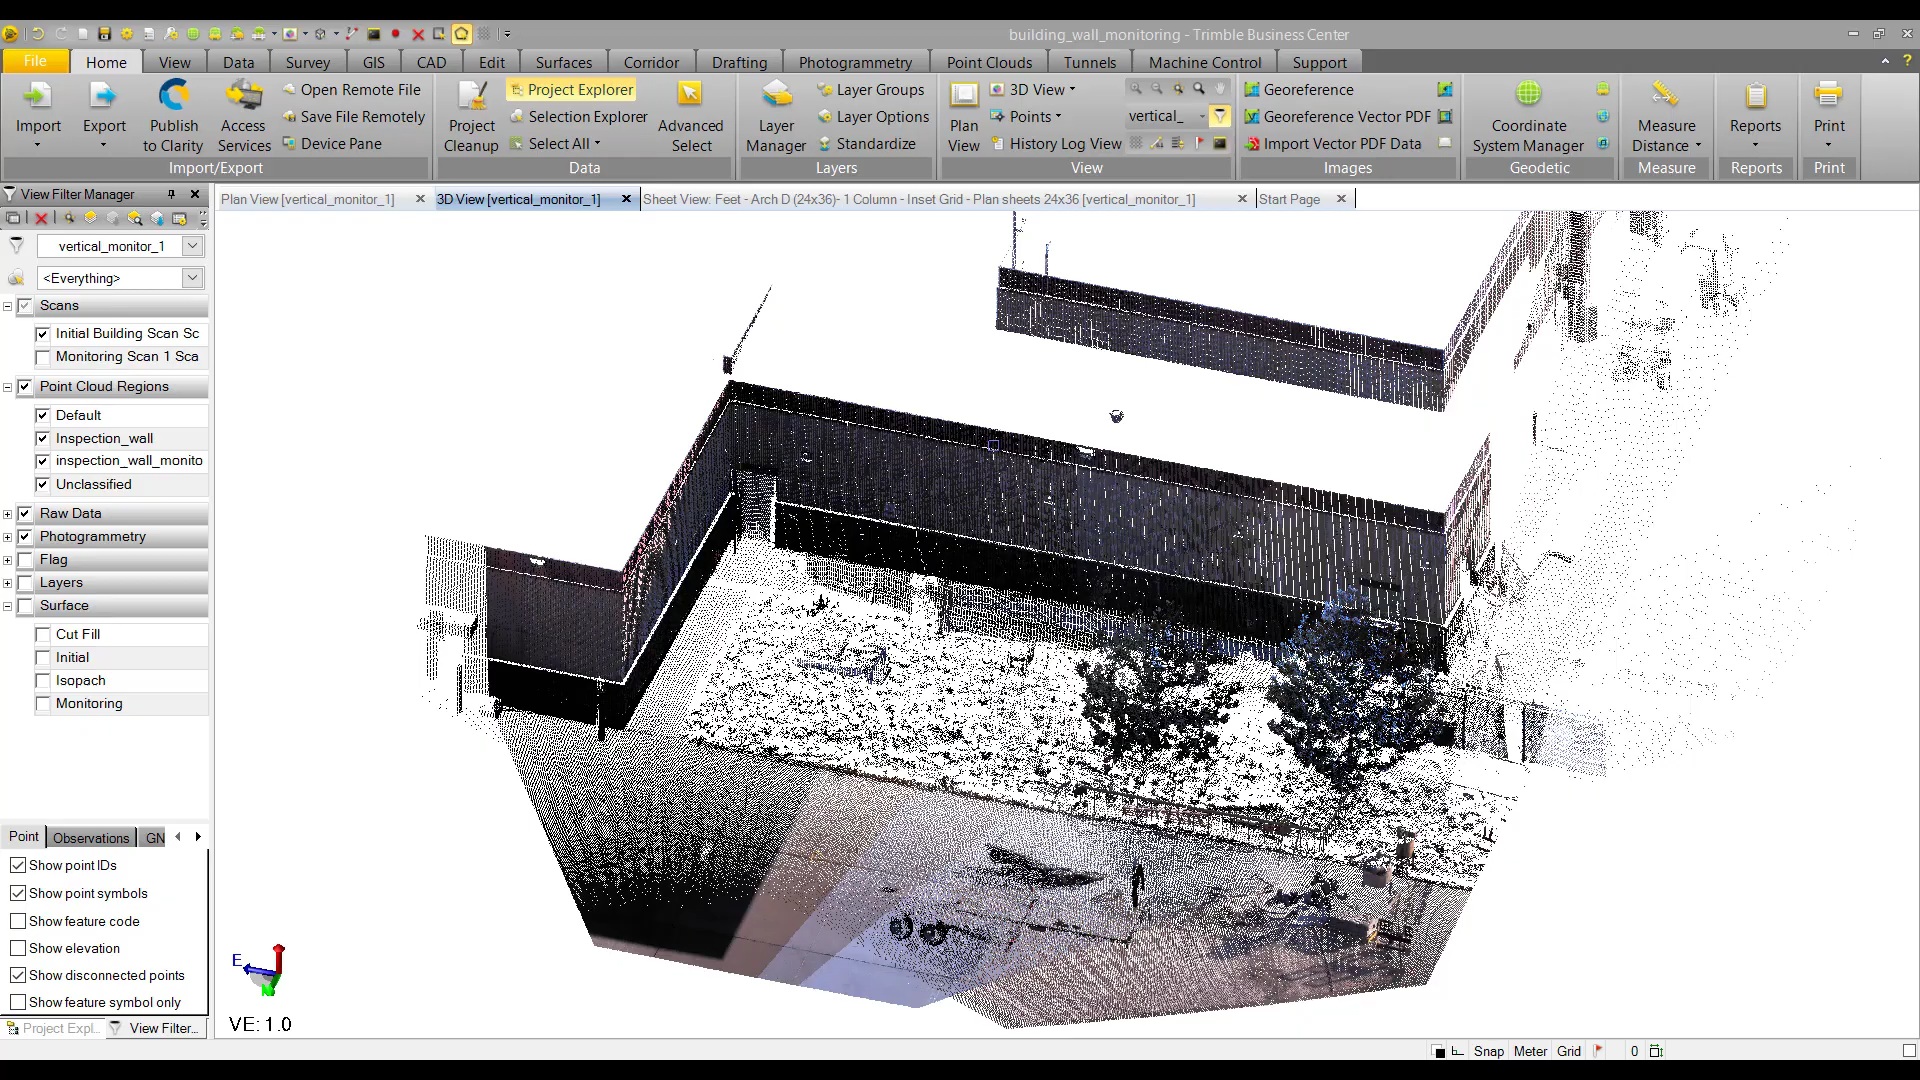 building_wall_monitoring - Trimble Business Center
File Home View Data Survey GIS CAD Edit Surfaces Corridor Drafting Photogrammetry Point Clouds Tunnels Machine Control Support
Import
Export
Publish to Clarity
Access Services
Open Remote File
Save File Remotely
Device Pane
Import/Export
Project Cleanup
Project Explorer
Selection Explorer
Select All
Advanced Select
Data
Layer Manager
Layer Groups
Layer Options
Standardize
Layers
Plan View
3D View
Points
History Log View
vertical_
View
Georeference
Georeference Vector PDF
Import Vector PDF Data
Images
Coordinate System Manager
Geodetic
Measure Distance
Measure
Reports
Reports
Print
Print
View Filter Manager
Plan View [vertical_monitor_1]
3D View [vertical_monitor_1]
Sheet View: Feet - Arch D (24x36)- 1 Column - Inset Grid - Plan sheets 24x36 [vertical_monitor_1]
Start Page
vertical_monitor_1
<Everything>
Scans
Initial Building Scan Sc
Monitoring Scan 1 Sca
Point Cloud Regions
Default
Inspection_wall
inspection_wall_monito
Unclassified
Raw Data
Photogrammetry
Flag
Layers
Surface
Cut Fill
Initial
Isopach
Monitoring
Point Observations GN
Show point IDs
Show point symbols
Show feature code
Show elevation
Show disconnected points
Show feature symbol only
Project Expl...
View Filter...
E
N
VE: 1.0
Snap Meter Grid 0